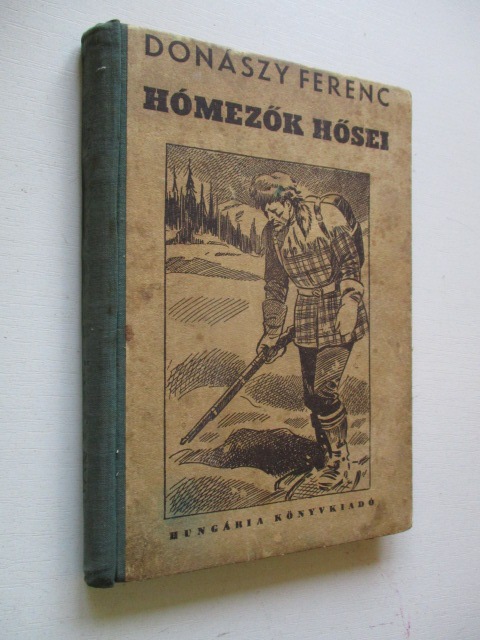 DONÁSZY FERENC
HÓMEZŐK HŐSEI
HUNGÁRIA KÖNYVKIADÓ